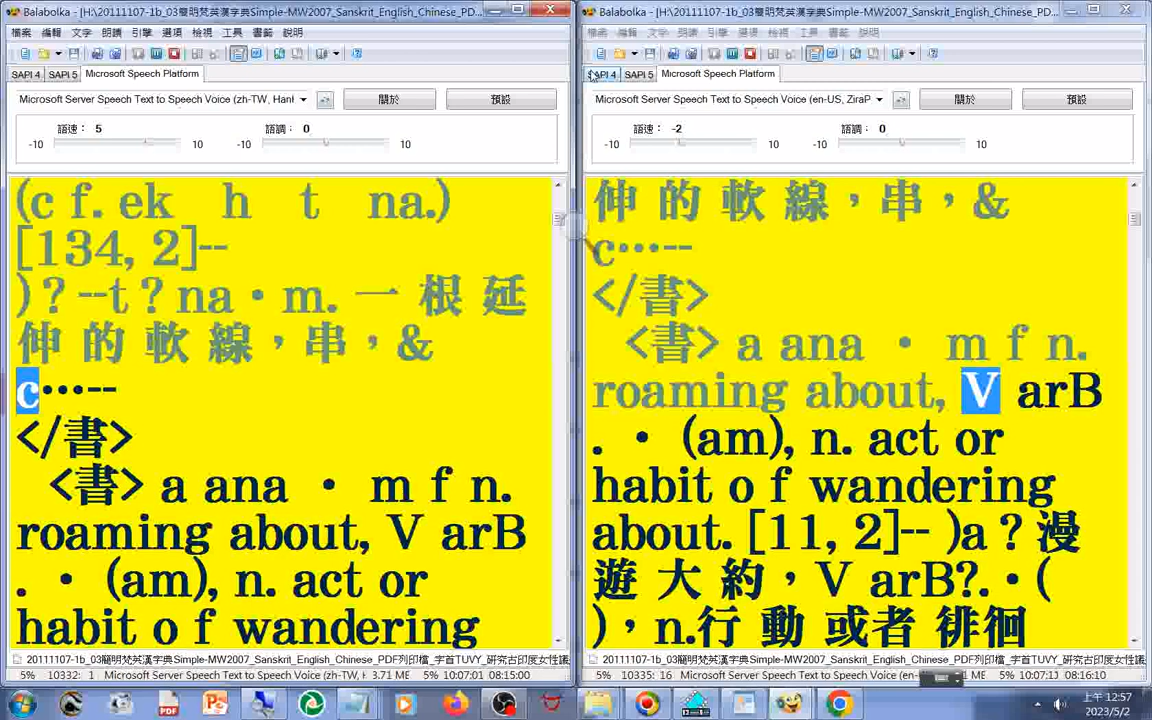 Balabolka - [H:\20111107-1b_03簡明梵英漢字典Simple-MW2007_Sanskrit_English_Chinese_PD...
檔案 編輯 文字 朗讀 引擎 選項 檢視 工具 書籤 說明
SAPI 4 SAPI 5 Microsoft Speech Platform
Microsoft Server Speech Text to Speech Voice (zh-TW, Hanl
關於
預設
語速： 5
語調： 0
-10 10 -10 10
(c f. ek h t na.)
[134, 2]--
)？--t？na‧m. 一 根 延
伸 的 軟 線，串，&
c…--
</書>
<書> a ana ‧ m f n.
roaming about, V arB
.‧ (am), n. act or
habit o f wandering
20111107-1b_03簡明梵英漢字典Simple-MW2007_Sanskrit_English_Chinese_PDF列印檔_字首TUVY_研究古印度女性議
5% 10332: 1 Microsoft Server Speech Text to Speech Voice (zh-TW, H 3.71 ME 5% 10:07:01 08:15:00
Balabolka - [H:\20111107-1b_03簡明梵英漢字典Simple-MW2007_Sanskrit_English_Chinese_PD...
檔案 編輯 文字 朗讀 引擎 選項 檢視 工具 書籤 說明
SAPI 4 SAPI 5 Microsoft Speech Platform
Microsoft Server Speech Text to Speech Voice (en-US, ZiraP
關於
預設
語速： -2
語調： 0
-10 10 -10 10
伸 的 軟 線，串，&
c…--
</書>
<書> a ana ‧ m f n.
roaming about, V arB
.‧ (am), n. act or
habit o f wandering
about. [11, 2]-- )a？漫
遊 大 約，V arB?.‧(
)，n.行 動 或者 徘徊
20111107-1b_03簡明梵英漢字典Simple-MW2007_Sanskrit_English_Chinese_PDF列印檔_字首TUVY_研究古印度女性議
5% 10335: 16 Microsoft Server Speech Text to Speech Voice 5% 10:07:1 08:16:10
上午 12:57
2023/5/2